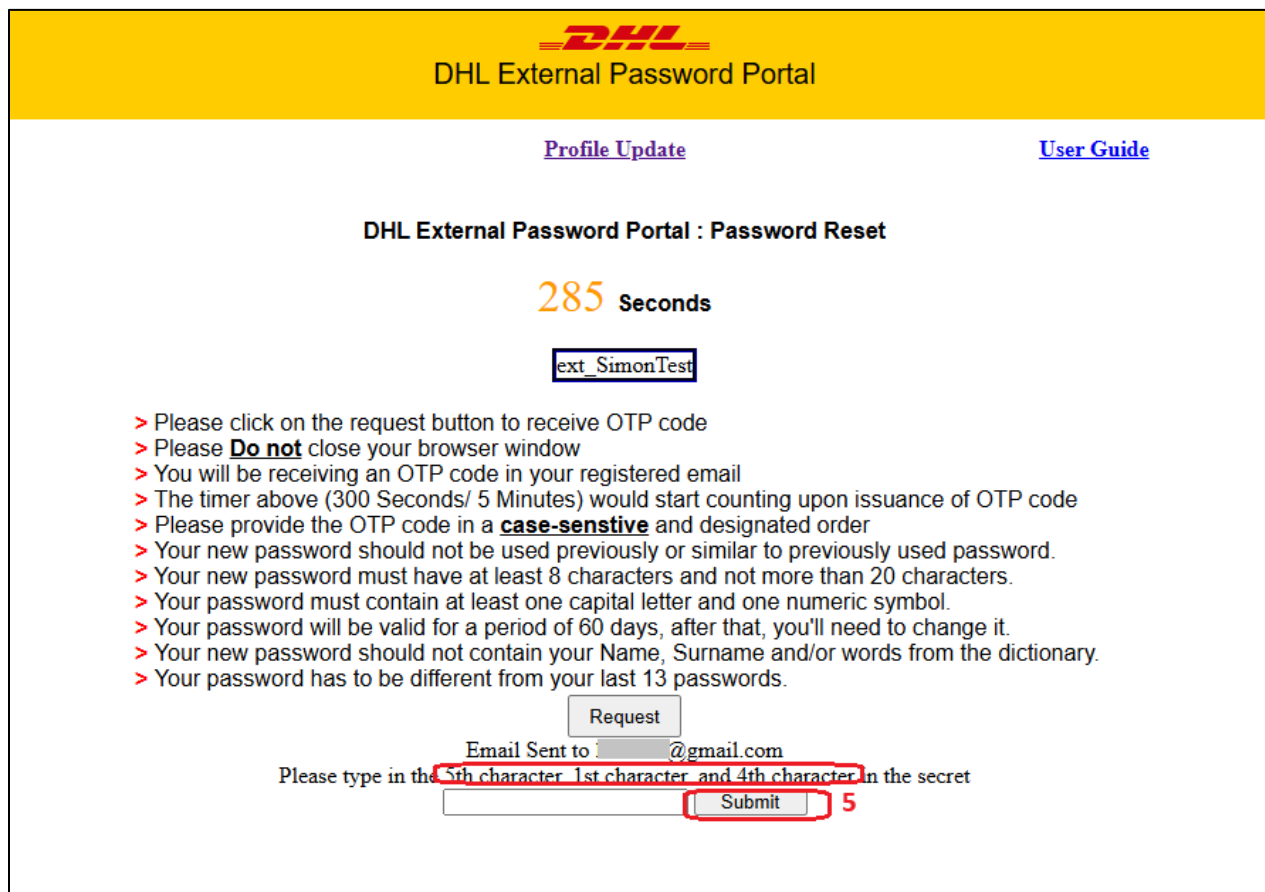 DHL
DHL External Password Portal
Profile Update User Guide
DHL External Password Portal : Password Reset
285 Seconds
ext_SimonTest
> Please click on the request button to receive OTP code
> Please Do not close your browser window
> You will be receiving an OTP code in your registered email
> The timer above (300 Seconds/ 5 Minutes) would start counting upon issuance of OTP code
> Please provide the OTP code in a case-senstive and designated order
> Your new password should not be used previously or similar to previously used password.
> Your new password must have at least 8 characters and not more than 20 characters.
> Your password must contain at least one capital letter and one numeric symbol.
> Your password will be valid for a period of 60 days, after that, you'll need to change it.
> Your new password should not contain your Name, Surname and/or words from the dictionary.
> Your password has to be different from your last 13 passwords.
Request
Email Sent to @gmail.com
Please type in the 5th character, 1st character, and 4th character in the secret
Submit 5